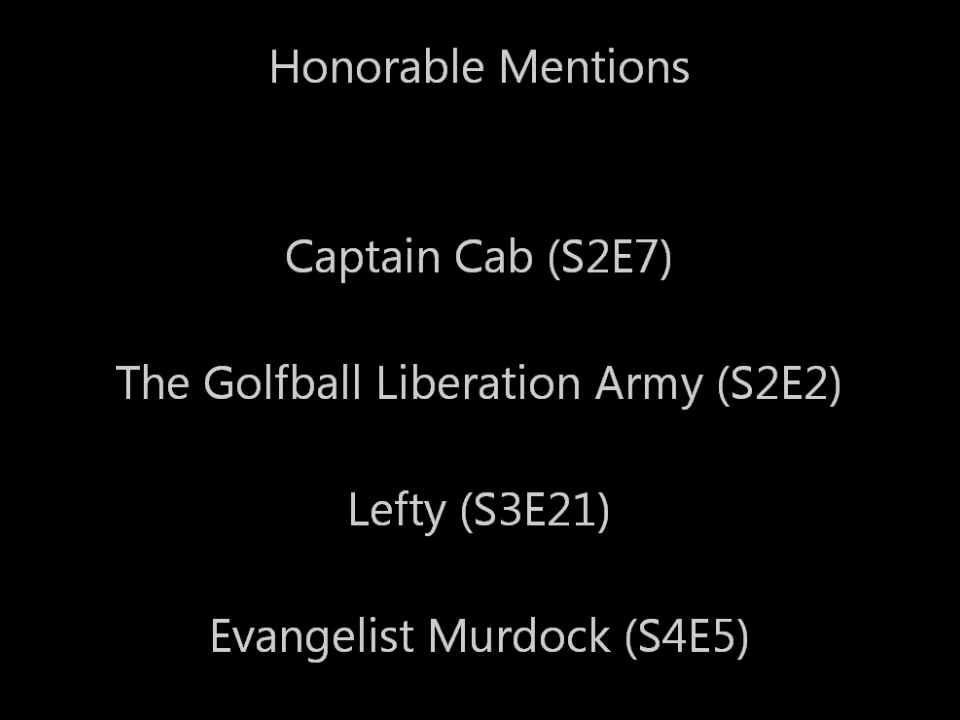 Honorable Mentions
Captain Cab (S2E7)
The Golfball Liberation Army (S2E2)
Lefty (S3E21)
Evangelist Murdock (S4E5)